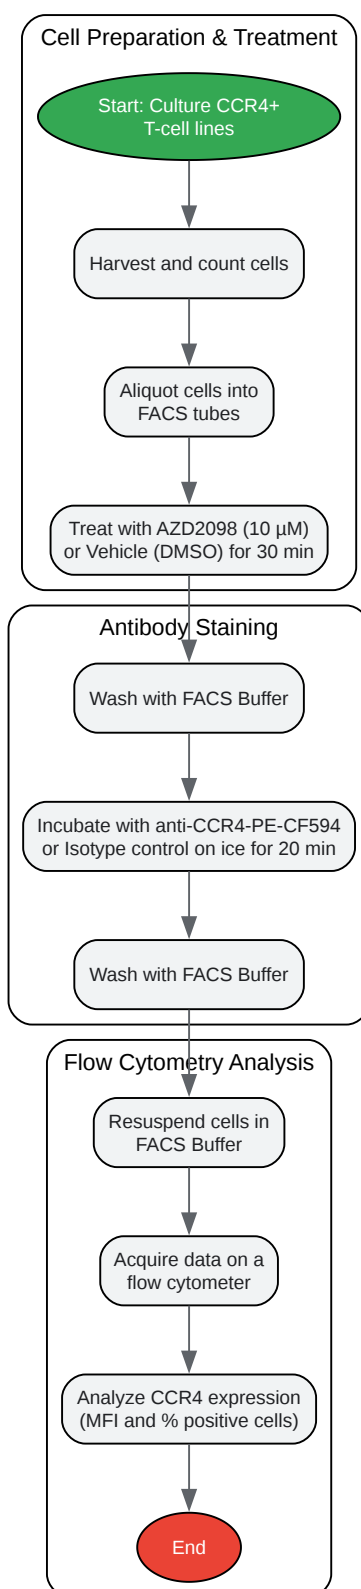 Cell Preparation & Treatment
Start: Culture CCR4+
T-cell lines
Harvest and count cells
Aliquot cells into
FACS tubes
Treat with AZD2098 (10 µM)
or Vehicle (DMSO) for 30 min
Antibody Staining
Wash with FACS Buffer
Incubate with anti-CCR4-PE-CF594
or Isotype control on ice for 20 min
Wash with FACS Buffer
Flow Cytometry Analysis
Resuspend cells in
FACS Buffer
Acquire data on a
flow cytometer
Analyze CCR4 expression
(MFI and % positive cells)
End